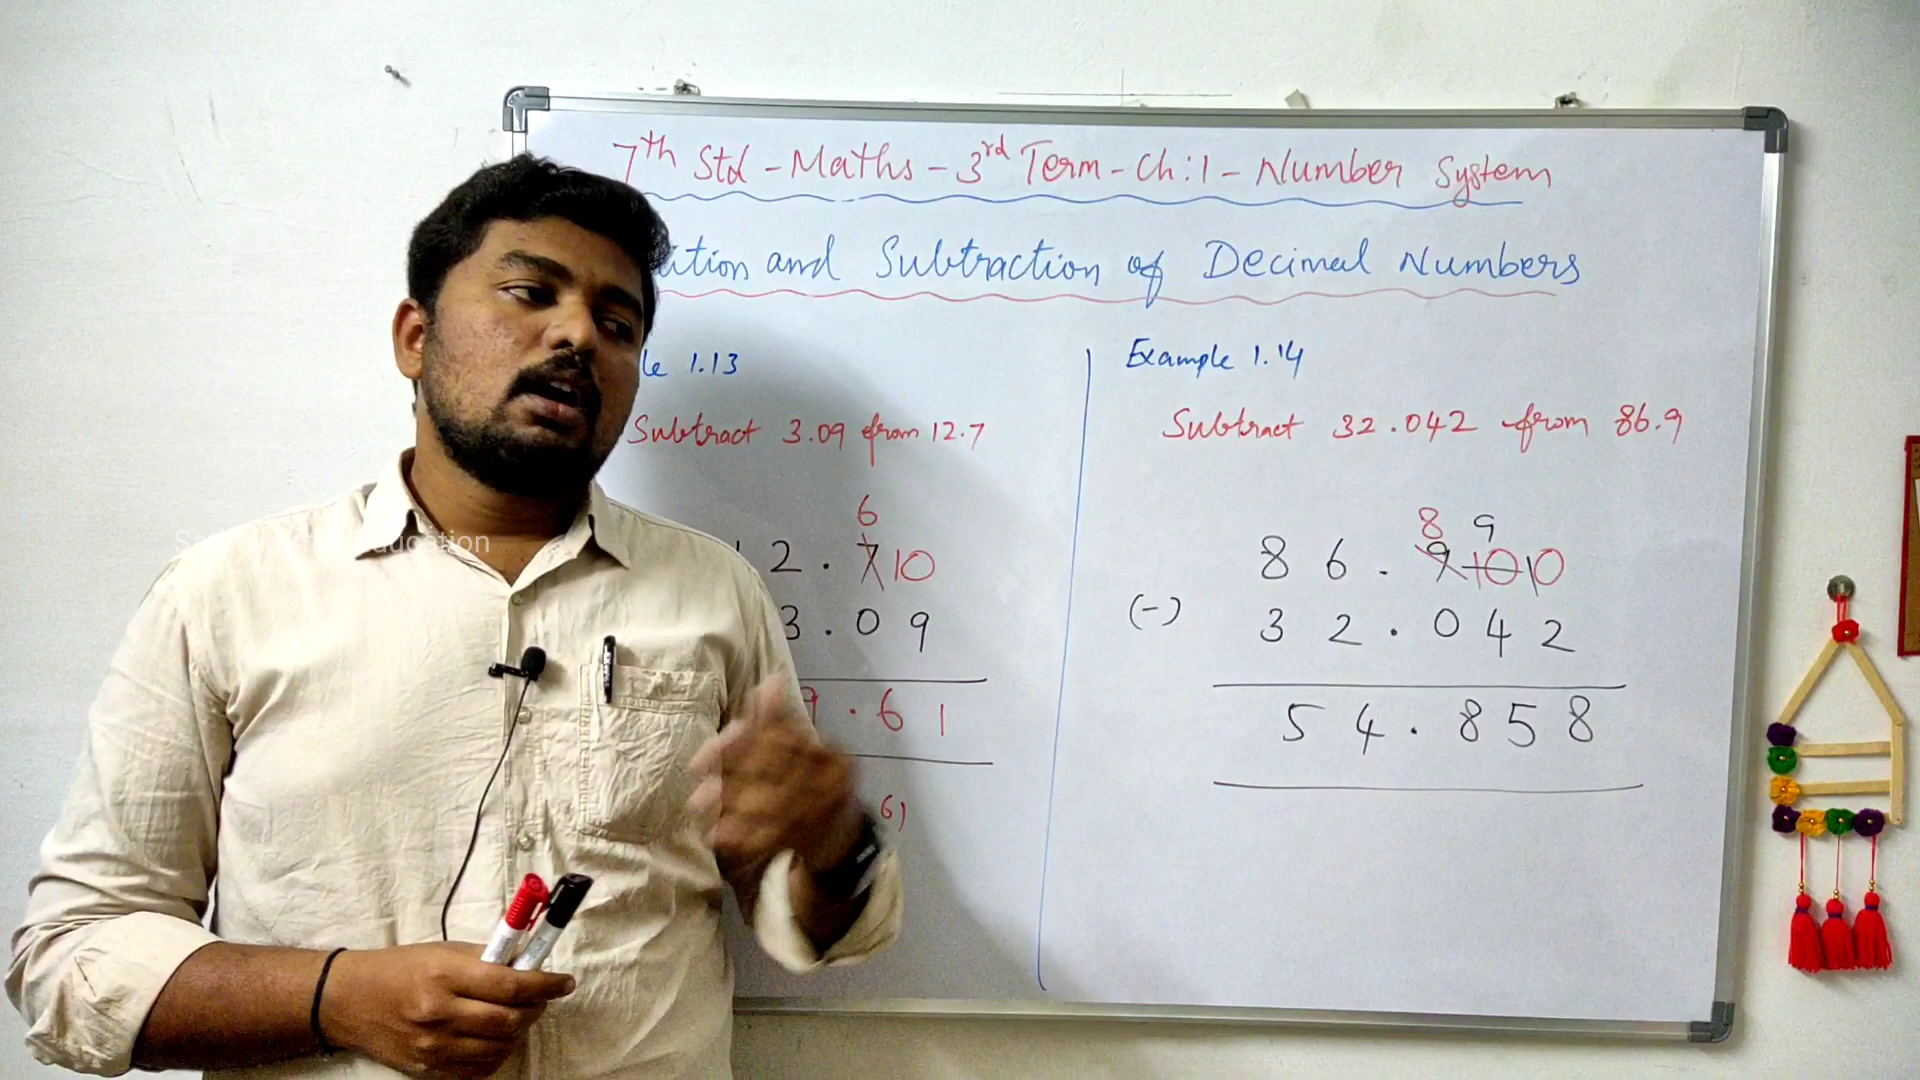 7th Std - Maths - 3rd Term - Ch:1 - Number System
and Subtraction of Decimal Numbers
1.13
Subtract 3.09 from 12.7
6
2 . 7 10
3 . 0 9
9 . 6 1
6)
Example 1.14
Subtract 32.042 from 86.9
8 9
8 6 . 9 10 10
(-) 3 2 . 0 4 2
5 4 . 8 5 8